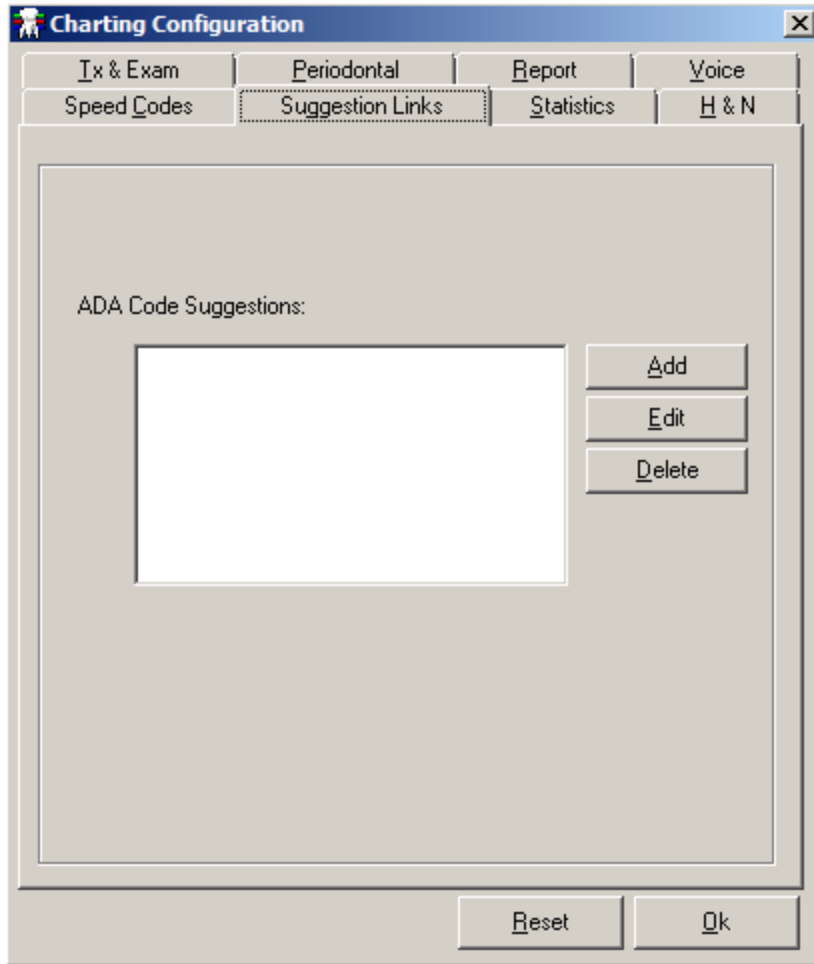 Charting Configuration
Tx & Exam Periodontal Report Voice
Speed Codes Suggestion Links Statistics H & N
ADA Code Suggestions:
Add
Edit
Delete
Reset Ok